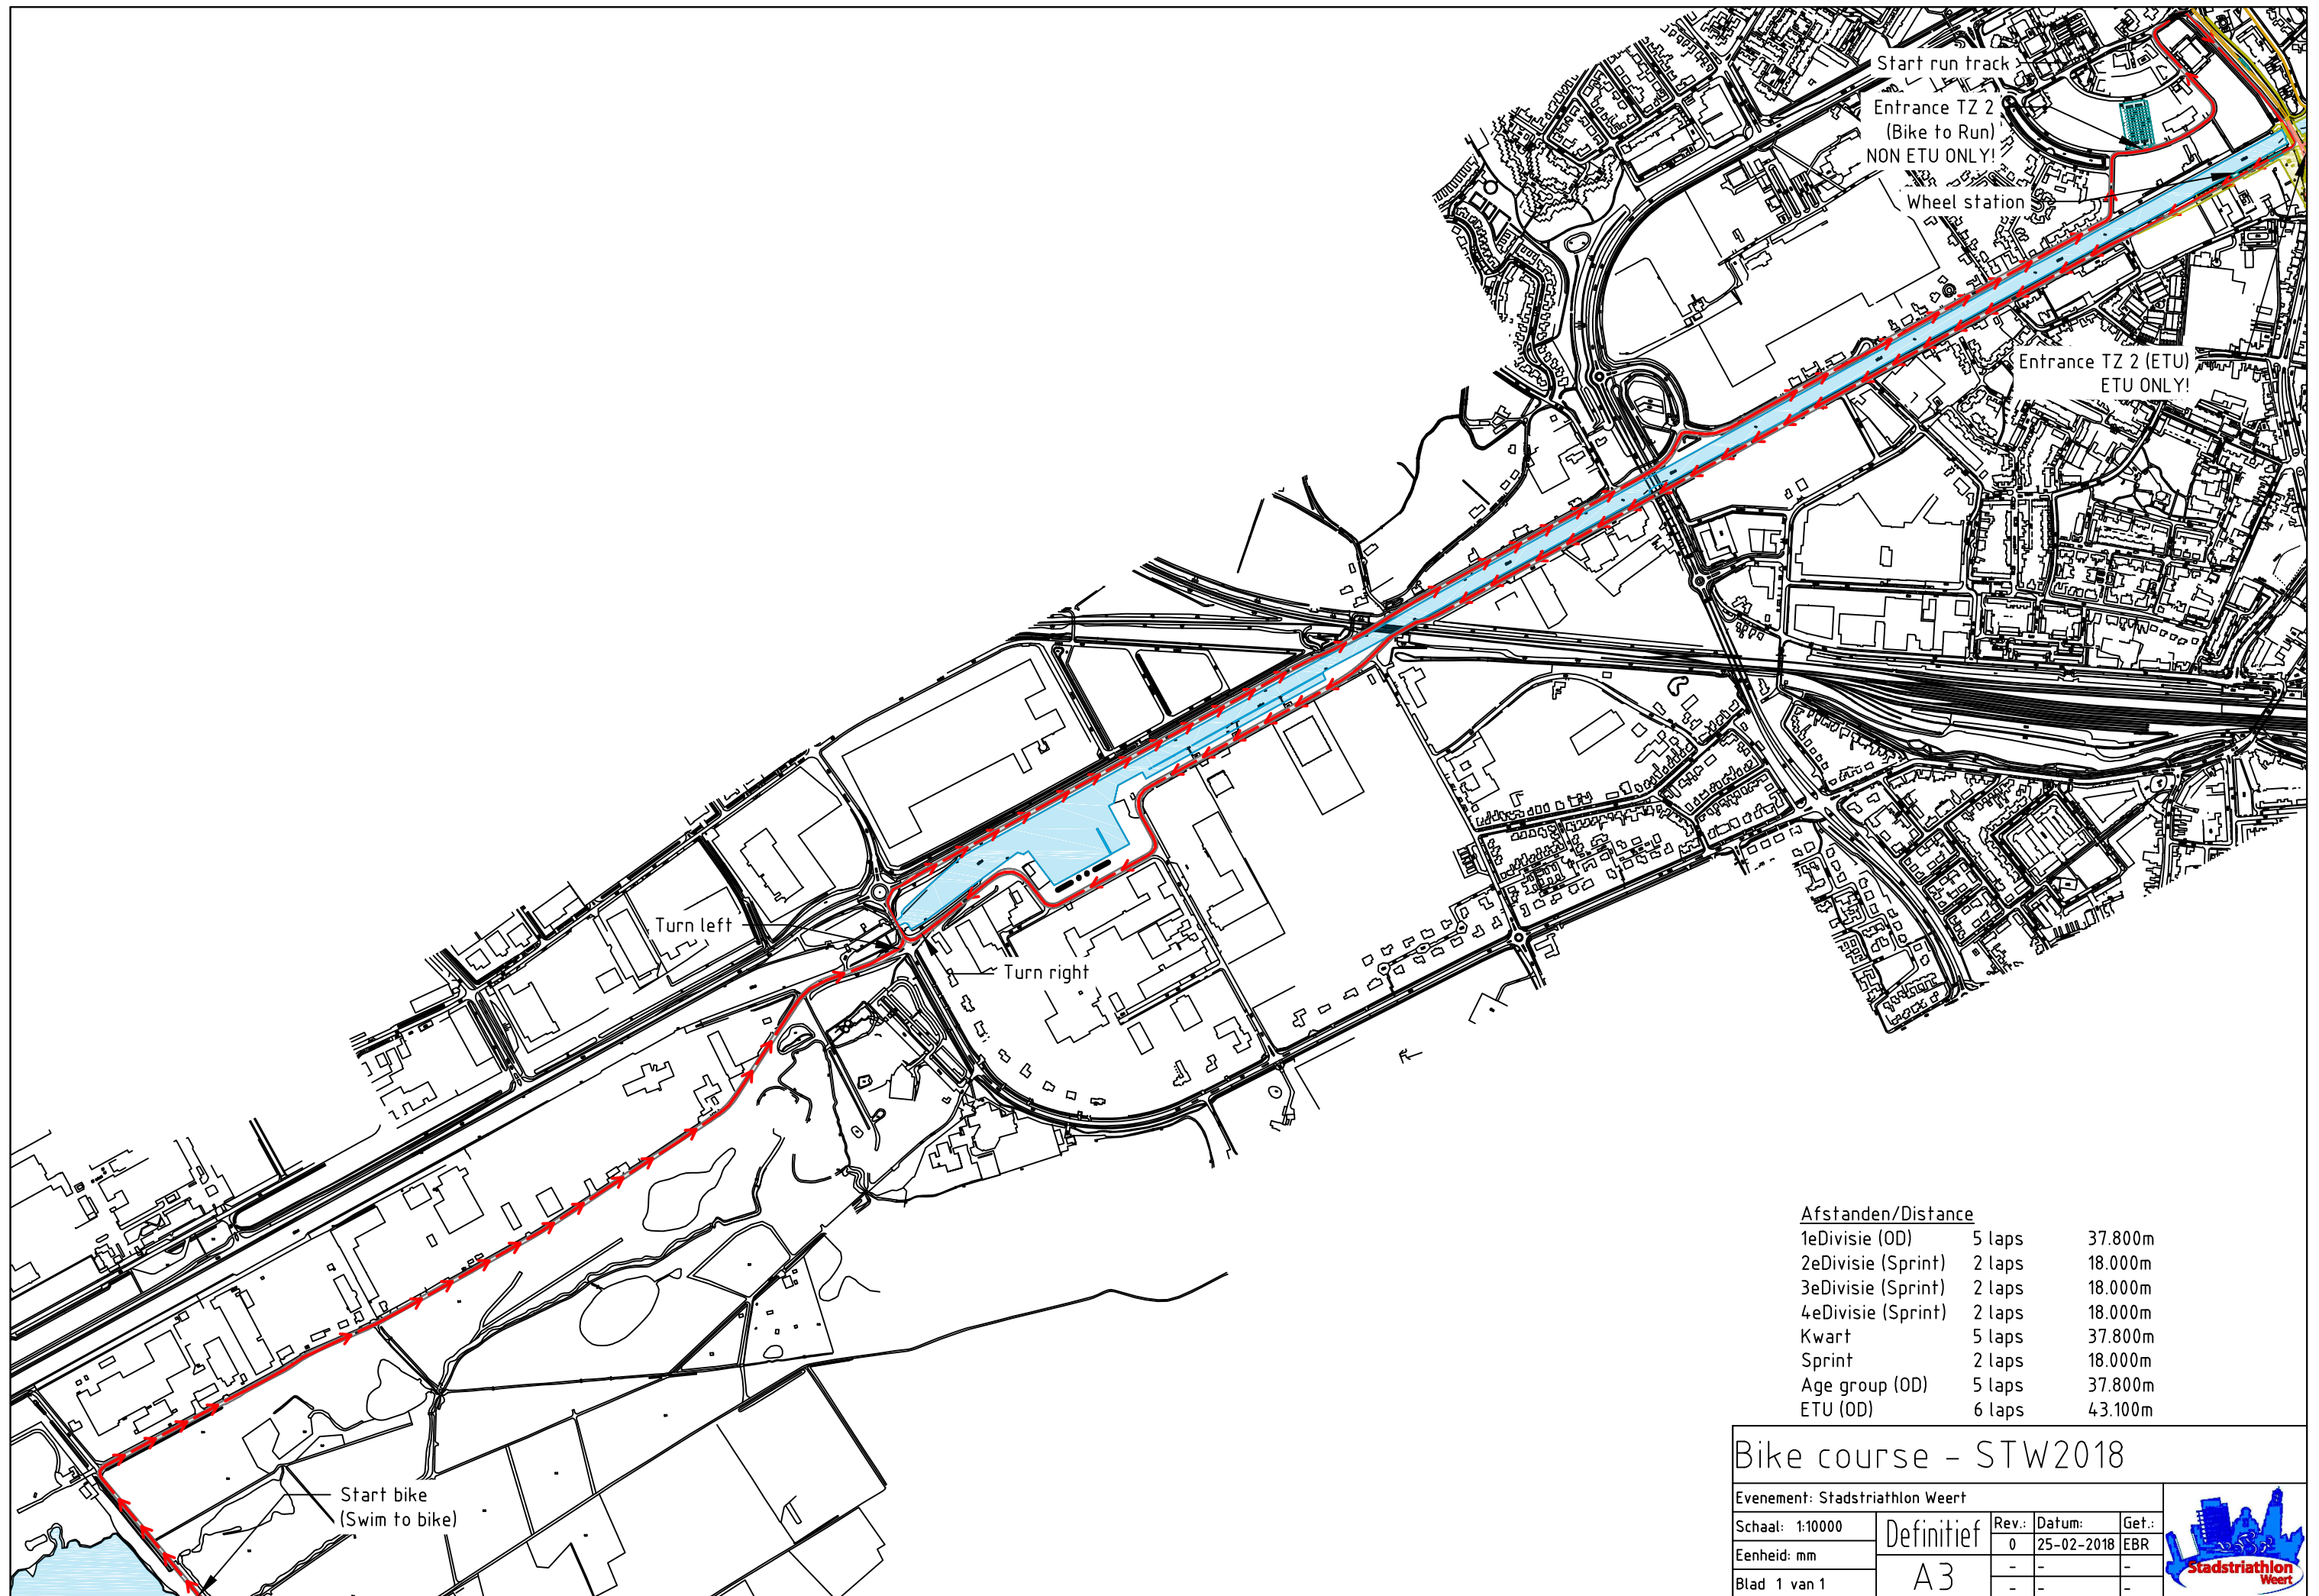 Start run track
Entrance TZ 2
(Bike to Run)
NON ETU ONLY!
Wheel station
Entrance TZ 2 (ETU)
ETU ONLY!
Turn left
Turn right
Start bike
(Swim to bike)
Afstanden/Distance
1eDivisie (OD) 5 laps 37.800m
2eDivisie (Sprint) 2 laps 18.000m
3eDivisie (Sprint) 2 laps 18.000m
4eDivisie (Sprint) 2 laps 18.000m
Kwart 5 laps 37.800m
Sprint 2 laps 18.000m
Age group (OD) 5 laps 37.800m
ETU (OD) 6 laps 43.100m
Bike course - STW2018
Evenement: Stadstriathlon Weert
Schaal: 1:10000 Definitief Rev.: Datum: Get.:
0 25-02-2018 EBR
Eenheid: mm
- - -
Blad 1 van 1 A3 - - -
Stadstriathlon
Weert